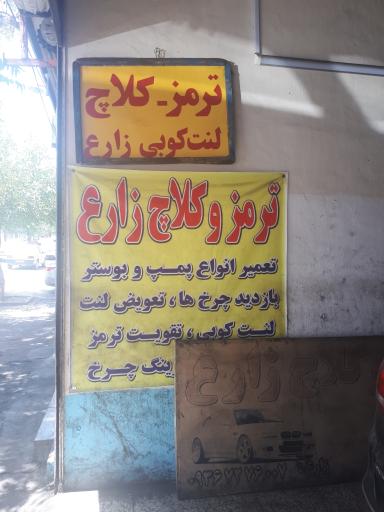 ترمز-کلاچ
لنت‌کوبی زارع
ترمز و کلاچ زارع
تعمیر انواع پمپ و بوستر
بازدید چرخ ها ، تعویض لنت
لنت کوبی ، تقویت ترمز
رینگ چرخ
کلاچ زارع